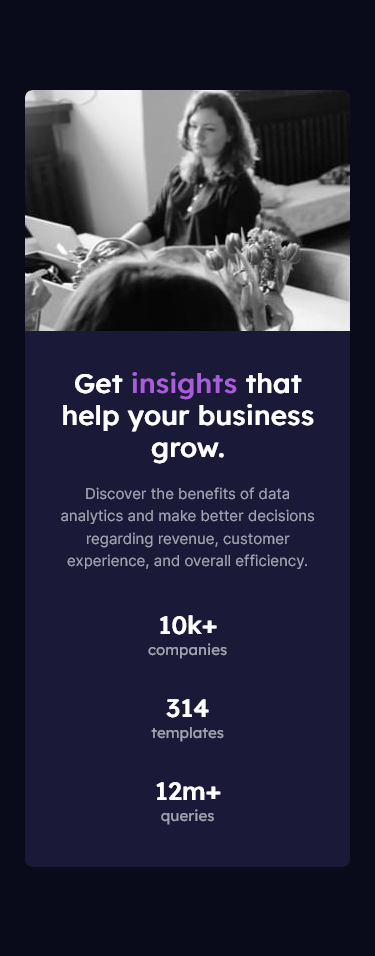 Get insights that
help your business
grow.
Discover the benefits of data
analytics and make better decisions
regarding revenue, customer
experience, and overall efficiency.
10k+
companies
314
templates
12m+
queries